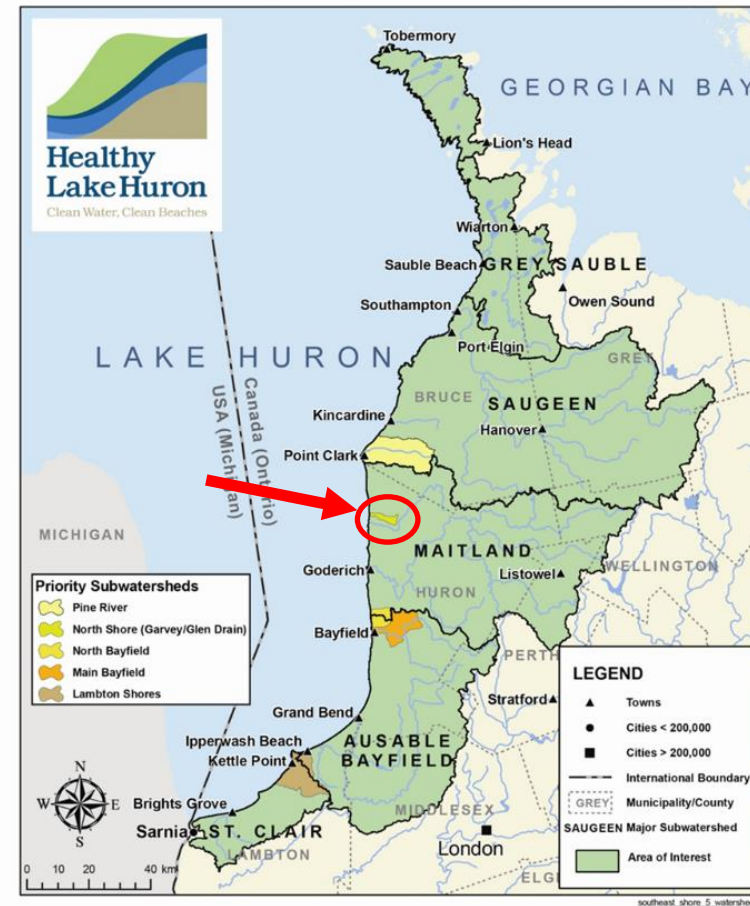 Healthy
Lake Huron
Clean Water, Clean Beaches
Tobermory
GEORGIAN BAY
Lion's Head
Wiarton
Sauble Beach
GREY SAUBLE
Owen Sound
Southampton
Port Elgin
LAKE HURON
GREY
BRUCE
SAUGEEN
Kincardine
Hanover
Canada (Ontario)
USA (Michigan)
Point Clark
MICHIGAN
MAITLAND
Goderich
Listowel
WELLINGTON
HURON
Priority Subwatersheds
Pine River
North Shore (Garvey/Glen Drain)
North Bayfield
Main Bayfield
Lambton Shores
Bayfield
PERTH
Stratford
Grand Bend
Ipperwash Beach
AUSABLE
BAYFIELD
Kettle Point
Brights Grove
MIDDLESEX
Sarnia
ST. CLAIR
LAMBTON
London
N
W E
S
0 10 20 40 km
LEGEND
Towns
Cities < 200,000
Cities > 200,000
International Boundary
GREY Municipality/County
SAUGEEN Major Subwatershed
Area of Interest